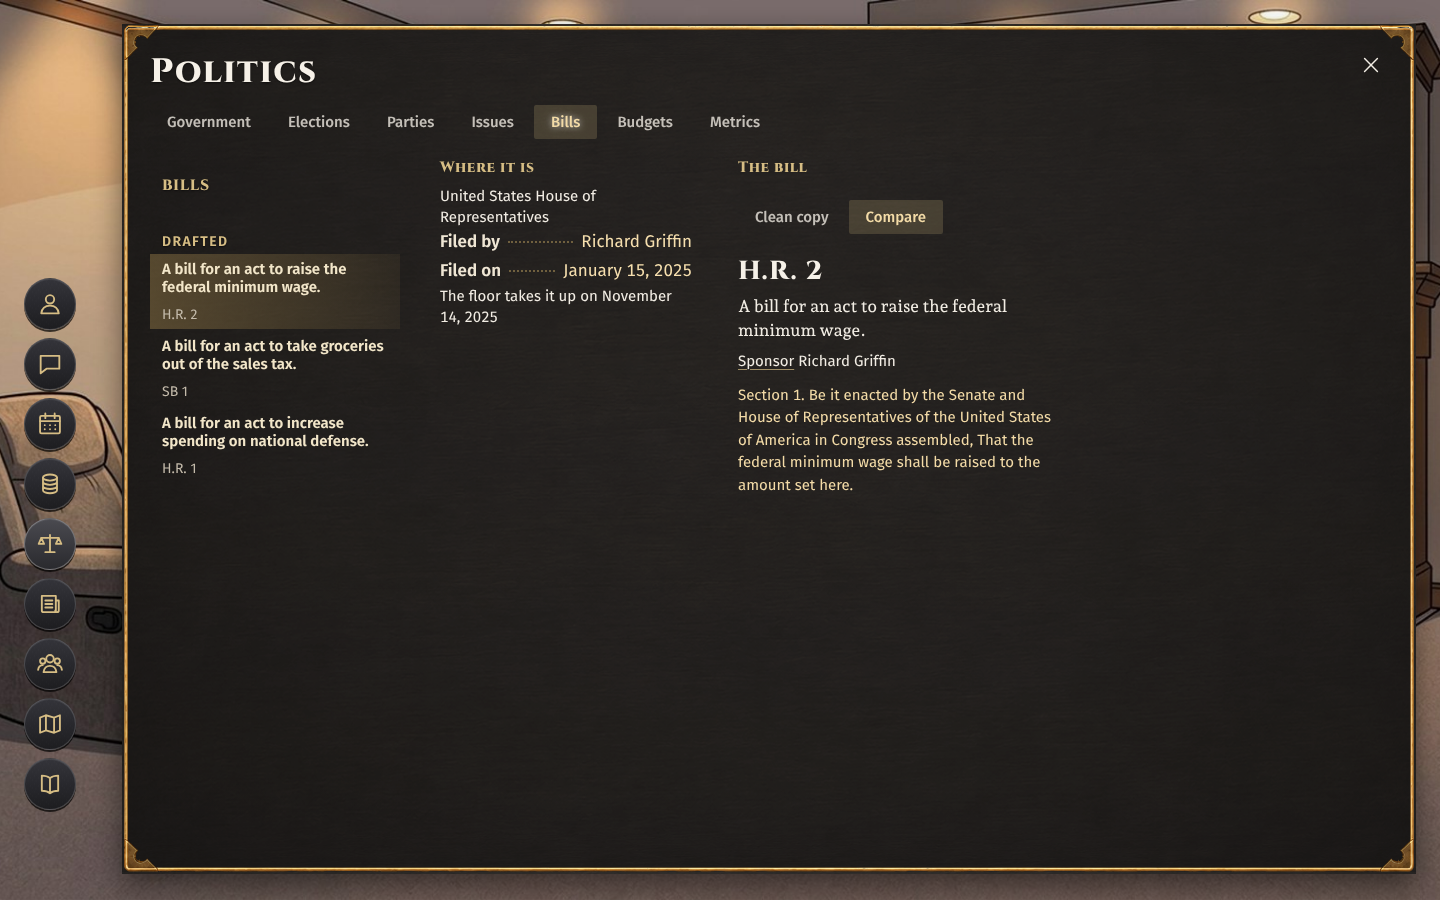 Politics
Government Elections Parties Issues Bills Budgets Metrics
BILLS
DRAFTED
A bill for an act to raise the
federal minimum wage.
H.R. 2
A bill for an act to take groceries
out of the sales tax.
SB 1
A bill for an act to increase
spending on national defense.
H.R. 1
Where it is
United States House of
Representatives
Filed by Richard Griffin
Filed on January 15, 2025
The floor takes it up on November
14, 2025
The bill
Clean copy Compare
H.R. 2
A bill for an act to raise the federal
minimum wage.
Sponsor Richard Griffin
Section 1. Be it enacted by the Senate and
House of Representatives of the United States
of America in Congress assembled, That the
federal minimum wage shall be raised to the
amount set here.